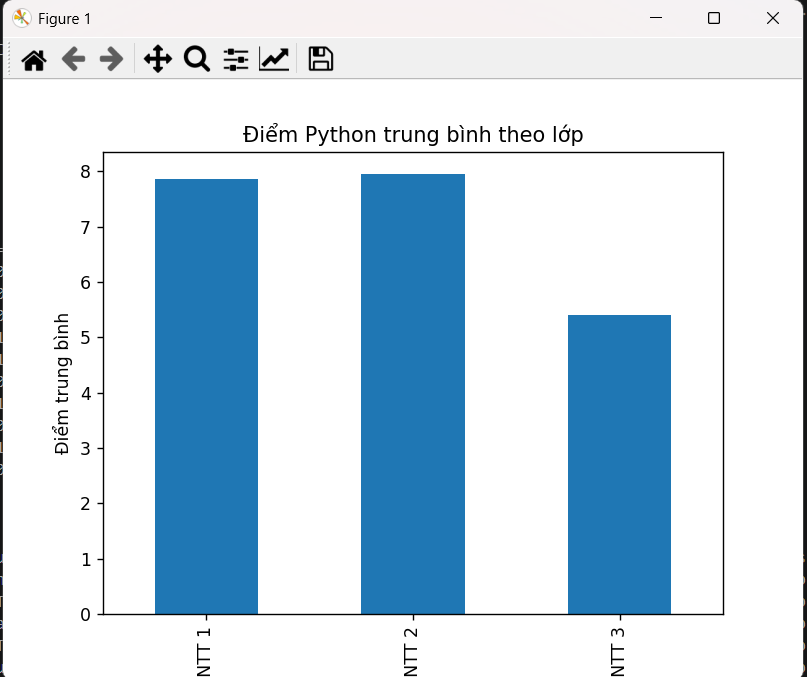 Figure 1
Điểm Python trung bình theo lớp
8
7
6
5
4
3
2
1
0
Điểm trung bình
NTT 1
NTT 2
NTT 3